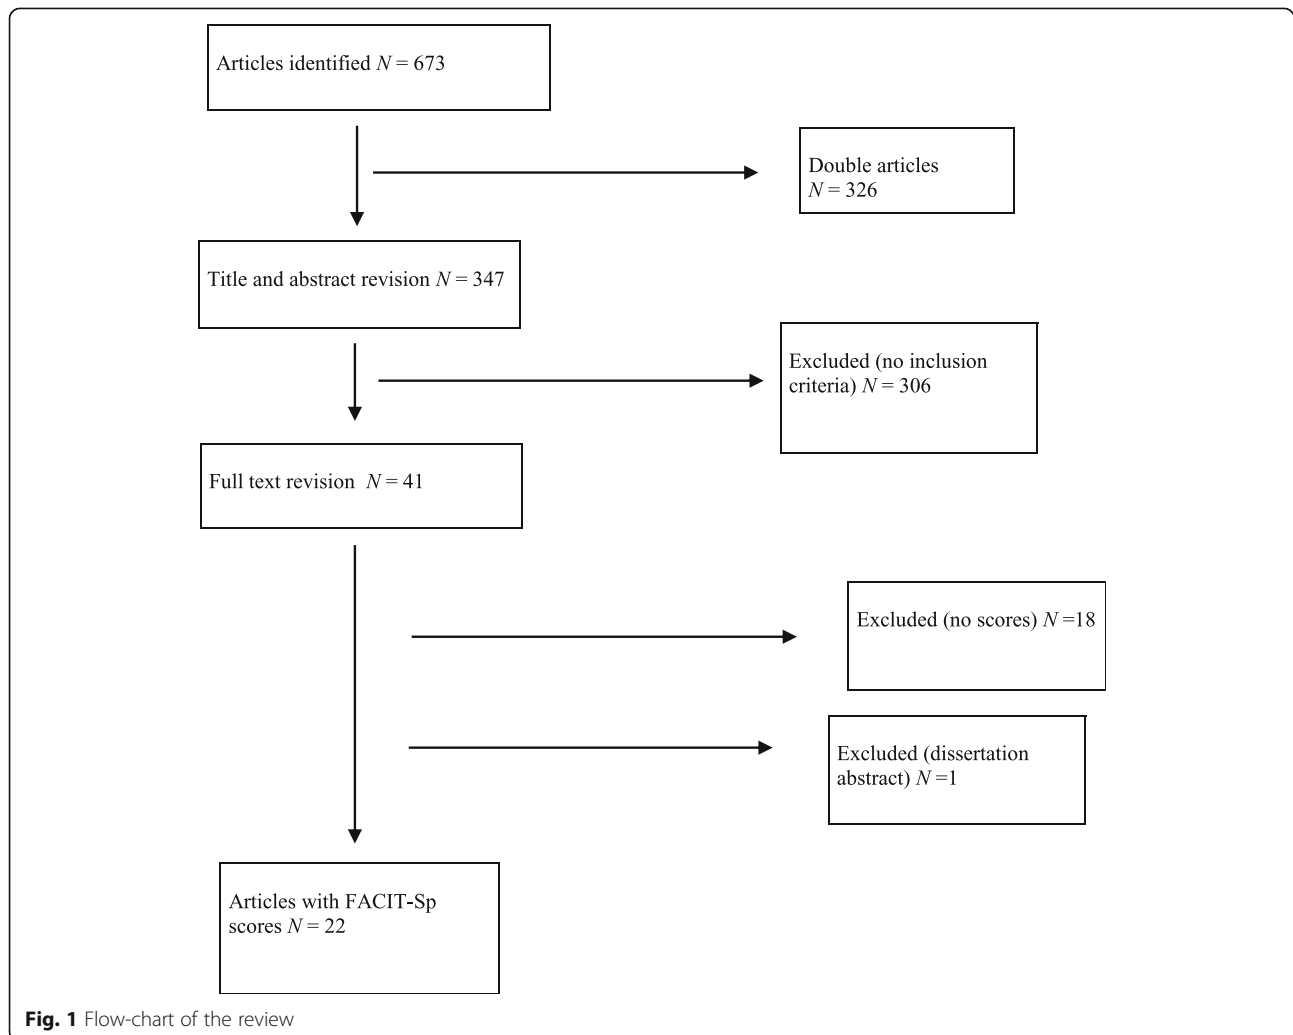 Articles identified N = 673
Double articles
N = 326
Title and abstract revision N = 347
Excluded (no inclusion
criteria) N = 306
Full text revision N = 41
Excluded (no scores) N =18
Excluded (dissertation
abstract) N =1
Articles with FACIT-Sp
scores N = 22
Fig. 1 Flow-chart of the review